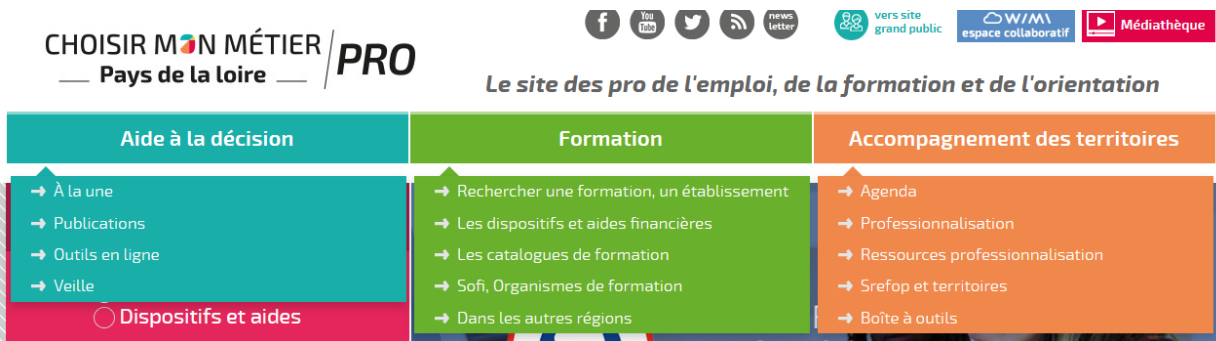 CHOISIR MON MÉTIER
Pays de la loire
PRO
You
Tube
news
letter
vers site
grand public
WIM
espace collaboratif
Médiathèque
Le site des pro de l'emploi, de la formation et de l'orientation
Aide à la décision
Formation
Accompagnement des territoires
À la une
Publications
Outils en ligne
Veille
Dispositifs et aides
Rechercher une formation, un établissement
Les dispositifs et aides financières
Les catalogues de formation
Sofi, Organismes de formation
Dans les autres régions
Agenda
Professionnalisation
Ressources professionnalisation
Srefop et territoires
Boîte à outils